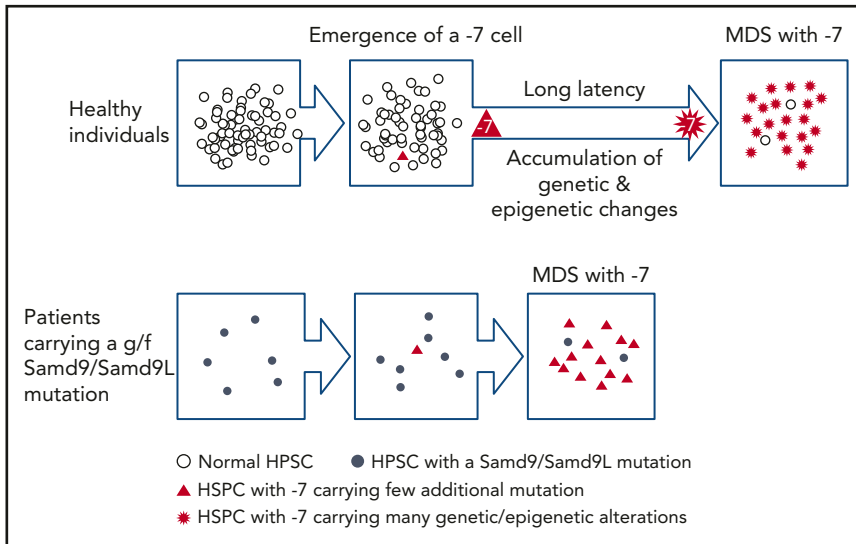 Emergence of a -7 cell
MDS with -7
Healthy
individuals
Long latency
7
7
Accumulation of
genetic &
epigenetic changes
MDS with -7
Patients
carrying a g/f
Samd9/Samd9L
mutation
Normal HPSC
HPSC with a Samd9/Samd9L mutation
HSPC with -7 carrying few additional mutation
HSPC with -7 carrying many genetic/epigenetic alterations